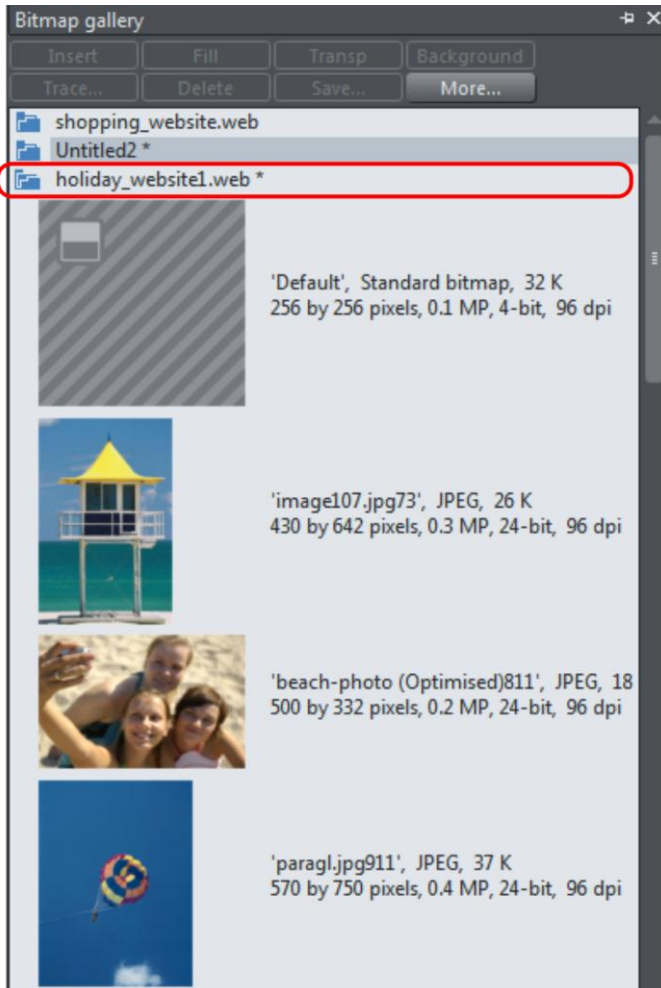 Bitmap gallery
Insert Fill Transp Background
Trace... Delete Save... More...
shopping_website.web
Untitled2 *
holiday_website1.web *
'Default', Standard bitmap, 32 K
256 by 256 pixels, 0.1 MP, 4-bit, 96 dpi
'image107.jpg73', JPEG, 26 K
430 by 642 pixels, 0.3 MP, 24-bit, 96 dpi
'beach-photo (Optimised)811', JPEG, 18
500 by 332 pixels, 0.2 MP, 24-bit, 96 dpi
'paragl.jpg911', JPEG, 37 K
570 by 750 pixels, 0.4 MP, 24-bit, 96 dpi